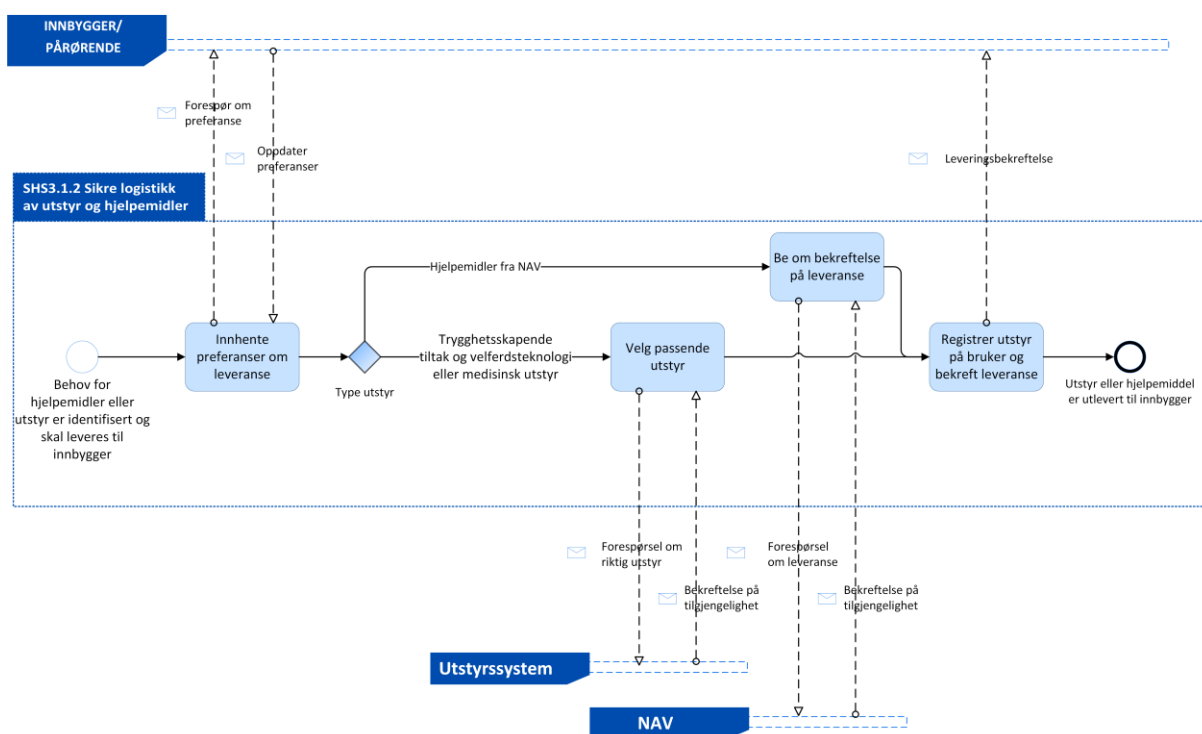 INNBYGGER/
PÅRØRENDE
Forespør om
preferanse
Oppdater
preferanser
Leveringsbekreftelse
SHS3.1.2 Sikre logistikk
av utstyr og hjelpemidler
Hjelpemidler fra NAV
Be om bekreftelse
på leveranse
Innhente
preferanser om
leveranse
Trygghetsskapende
tiltak og velferdsteknologi
eller medisinsk utstyr
Velg passende
utstyr
Registrer utstyr
på bruker og
bekreft leveranse
Behov for
hjelpemidler eller
utstyr er identifisert og
skal leveres til
innbygger
Type utstyr
Utstyr eller hjelpemiddel
er utlevert til innbygger
Forespørsel om
riktig utstyr
Bekreftelse på
tilgjengelighet
Forespørsel
om leveranse
Bekreftelse på
tilgjengelighet
Utstyrssystem
NAV